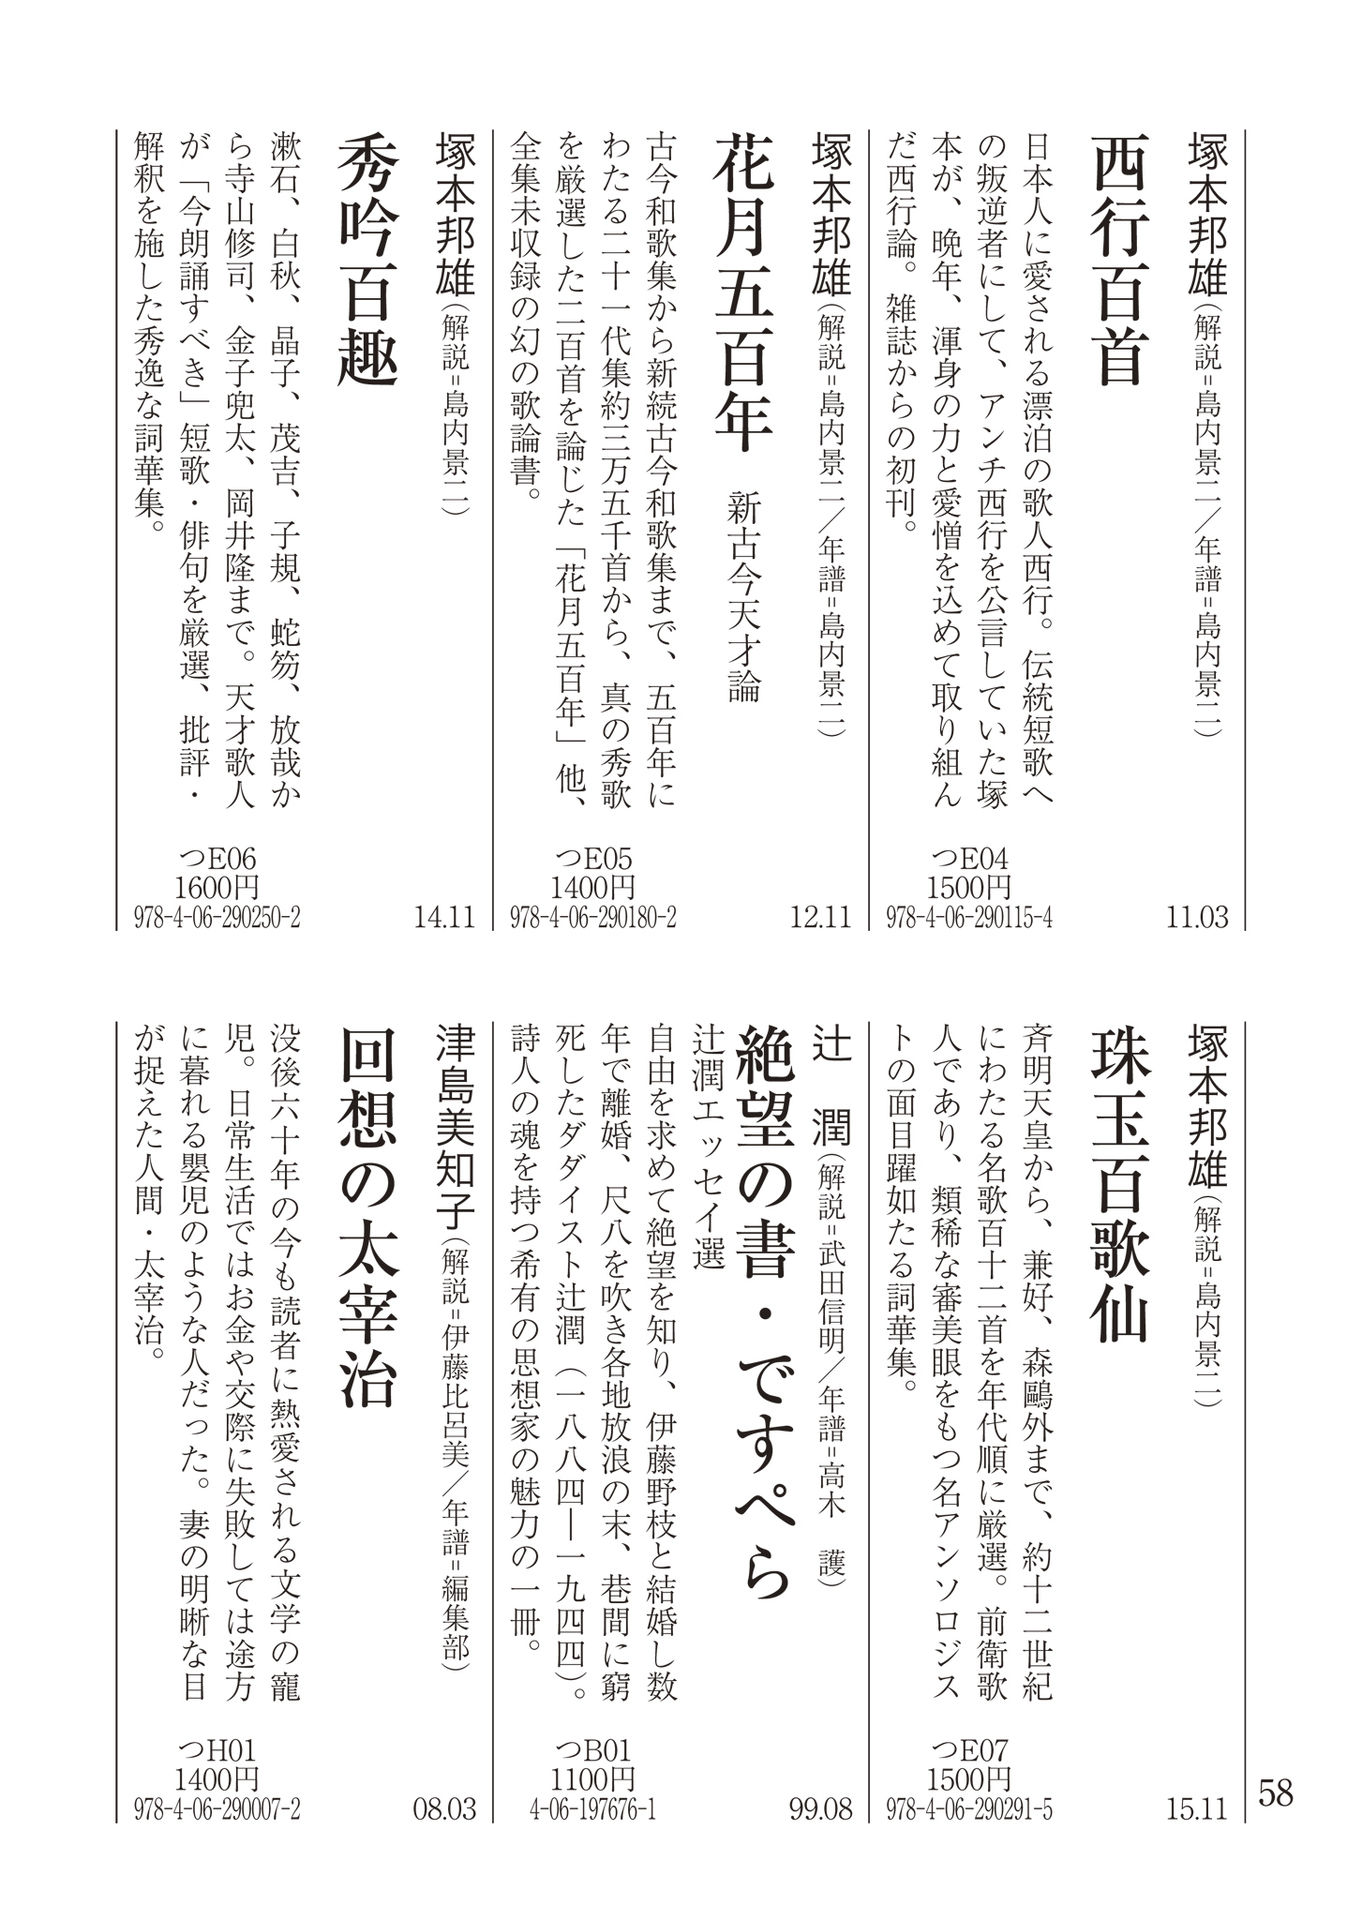 塚本邦雄（解説＝島内景二／年譜＝島内景二）
西行百首
日本人に愛される漂泊の歌人西行。伝統短歌へ
の叛逆者にして、アンチ西行を公言していた塚
本が、晩年、渾身の力と愛憎を込めて取り組ん
だ西行論。雑誌からの初刊。
つE04
1500円
978-4-06-290115-4
11.03
塚本邦雄（解説＝島内景二／年譜＝島内景二）
花月五百年　新古今天才論
古今和歌集から新続古今和歌集まで、五百年に
わたる二十一代集約三万五千首から、真の秀歌
を厳選した二百首を論じた「花月五百年」他、
全集未収録の幻の歌論書。
つE05
1400円
978-4-06-290180-2
12.11
塚本邦雄（解説＝島内景二）
秀吟百趣
漱石、白秋、晶子、茂吉、子規、蛇笏、放哉か
ら寺山修司、金子兜太、岡井隆まで。天才歌人
が「今朗誦すべき」短歌・俳句を厳選、批評・
解釈を施した秀逸な詞華集。
つE06
1600円
978-4-06-290250-2
14.11
塚本邦雄（解説＝島内景二）
珠玉百歌仙
斉明天皇から、兼好、森鷗外まで、約十二世紀
にわたる名歌百十二首を年代順に厳選。前衛歌
人であり、類稀な審美眼をもつ名アンソロジス
トの面目躍如たる詞華集。
つE07
1500円
978-4-06-290291-5
15.11
辻　潤（解説＝武田信明／年譜＝高木　護）
絶望の書・ですぺら
辻潤エッセイ選
自由を求めて絶望を知り、伊藤野枝と結婚し数
年で離婚、尺八を吹き各地放浪の末、巷間に窮
死したダダイスト辻潤（一八八四―一九四四）。
詩人の魂を持つ希有の思想家の魅力の一冊。
つB01
1100円
4-06-197676-1
99.08
津島美知子（解説＝伊藤比呂美／年譜＝編集部）
回想の太宰治
没後六十年の今も読者に熱愛される文学の寵
児。日常生活ではお金や交際に失敗しては途方
に暮れる嬰児のような人だった。妻の明晰な目
が捉えた人間・太宰治。
つH01
1400円
978-4-06-290007-2
08.03
58